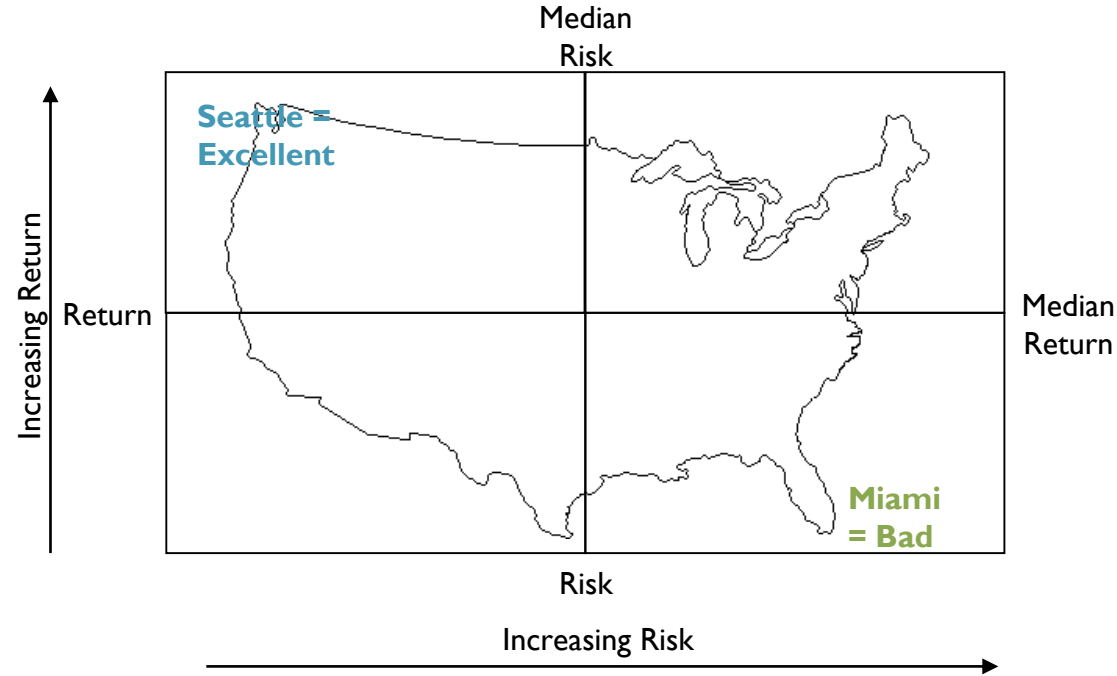 Median
Risk
Seattle =
Excellent
Increasing Return
Return
Median
Return
Miami
= Bad
Risk
Increasing Risk